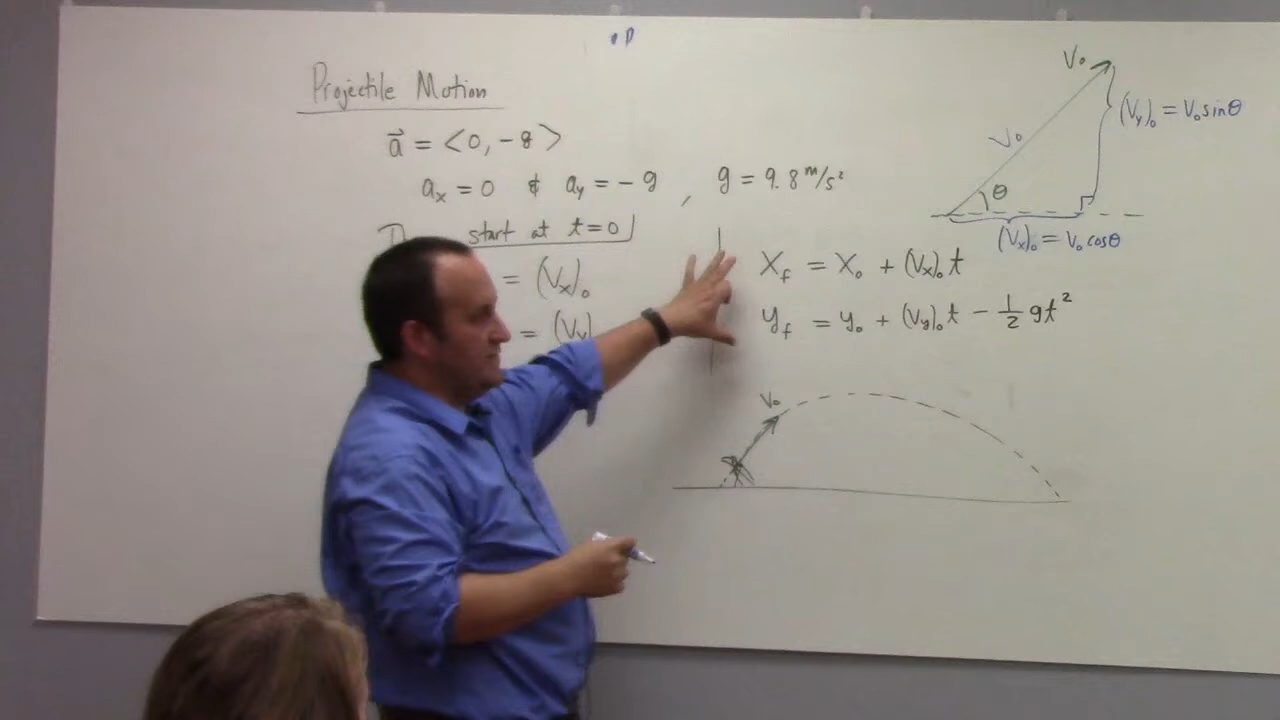 Projectile Motion
a⃗ = <0, -g>
aₓ = 0 & a_y = -g , g = 9.8 m/s²
start at t=0
= (Vₓ)₀
= (V_y)
X_f = X₀ + (Vₓ)₀ t
y_f = y₀ + (V_y)₀ t - 1/2 gt²
V₀
V₀
V₀
θ
(V_y)₀ = V₀ sinθ
(Vₓ)₀ = V₀ cosθ